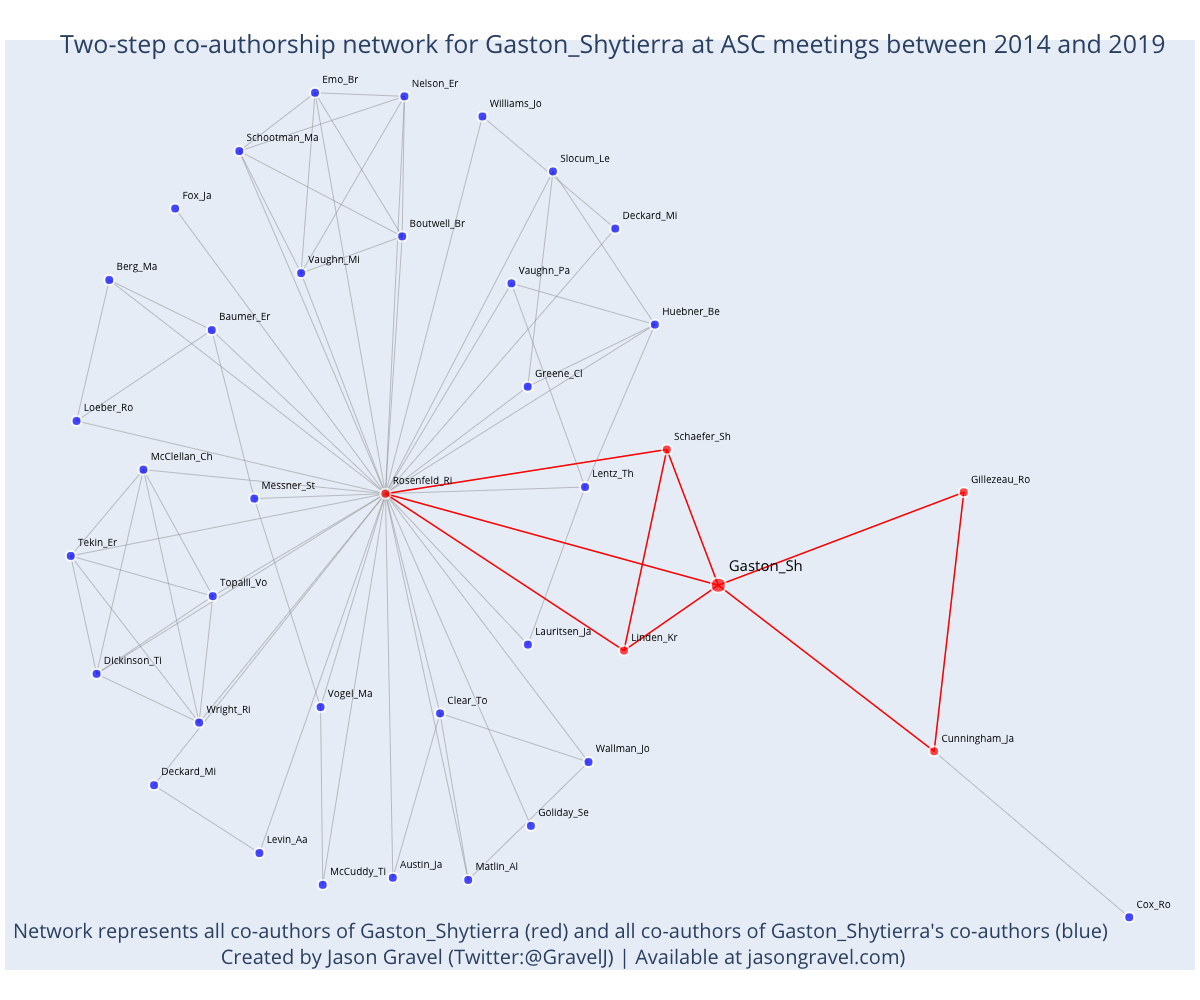 Two-step co-authorship network for Gaston_Shytierra at ASC meetings between 2014 and 2019
Emo_Br
Nelson_Er
Williams_Jo
Schootman_Ma
Slocum_Le
Fox_Ja
Deckard_Mi
Boutwell_Br
Vaughn_Mi
Berg_Ma
Vaughn_Pa
Baumer_Er
Huebner_Be
Greene_Cl
Loeber_Ro
Schaefer_Sh
McClellan_Ch
Messner_St
Rosenfeld_Ri
Lentz_Th
Gillezeau_Ro
Tekin_Er
Gaston_Sh
Topalli_Vo
Lauritsen_Ja
Linden_Kr
Dickinson_Ti
Vogel_Ma
Clear_To
Wright_Ri
Cunningham_Ja
Wallman_Jo
Deckard_Mi
Goliday_Se
Levin_Aa
McCuddy_Ti
Austin_Ja
Matlin_Al
Cox_Ro
Network represents all co-authors of Gaston_Shytierra (red) and all co-authors of Gaston_Shytierra's co-authors (blue)
Created by Jason Gravel (Twitter:@GravelJ) | Available at jasongravel.com)